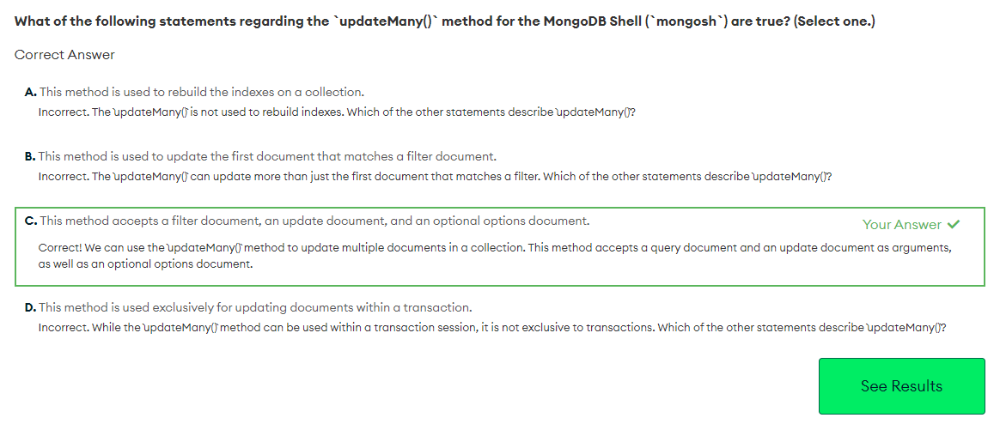 What of the following statements regarding the `updateMany()` method for the MongoDB Shell (`mongosh`) are true? (Select one.)
Correct Answer
A. This method is used to rebuild the indexes on a collection.
Incorrect. The `updateMany()` is not used to rebuild indexes. Which of the other statements describe `updateMany()`?
B. This method is used to update the first document that matches a filter document.
Incorrect. The `updateMany()` can update more than just the first document that matches a filter. Which of the other statements describe `updateMany()`?
C. This method accepts a filter document, an update document, and an optional options document.
Your Answer ✓
Correct! We can use the `updateMany()` method to update multiple documents in a collection. This method accepts a query document and an update document as arguments,
as well as an optional options document.
D. This method is used exclusively for updating documents within a transaction.
Incorrect. While the `updateMany()` method can be used within a transaction session, it is not exclusive to transactions. Which of the other statements describe `updateMany()`?
See Results